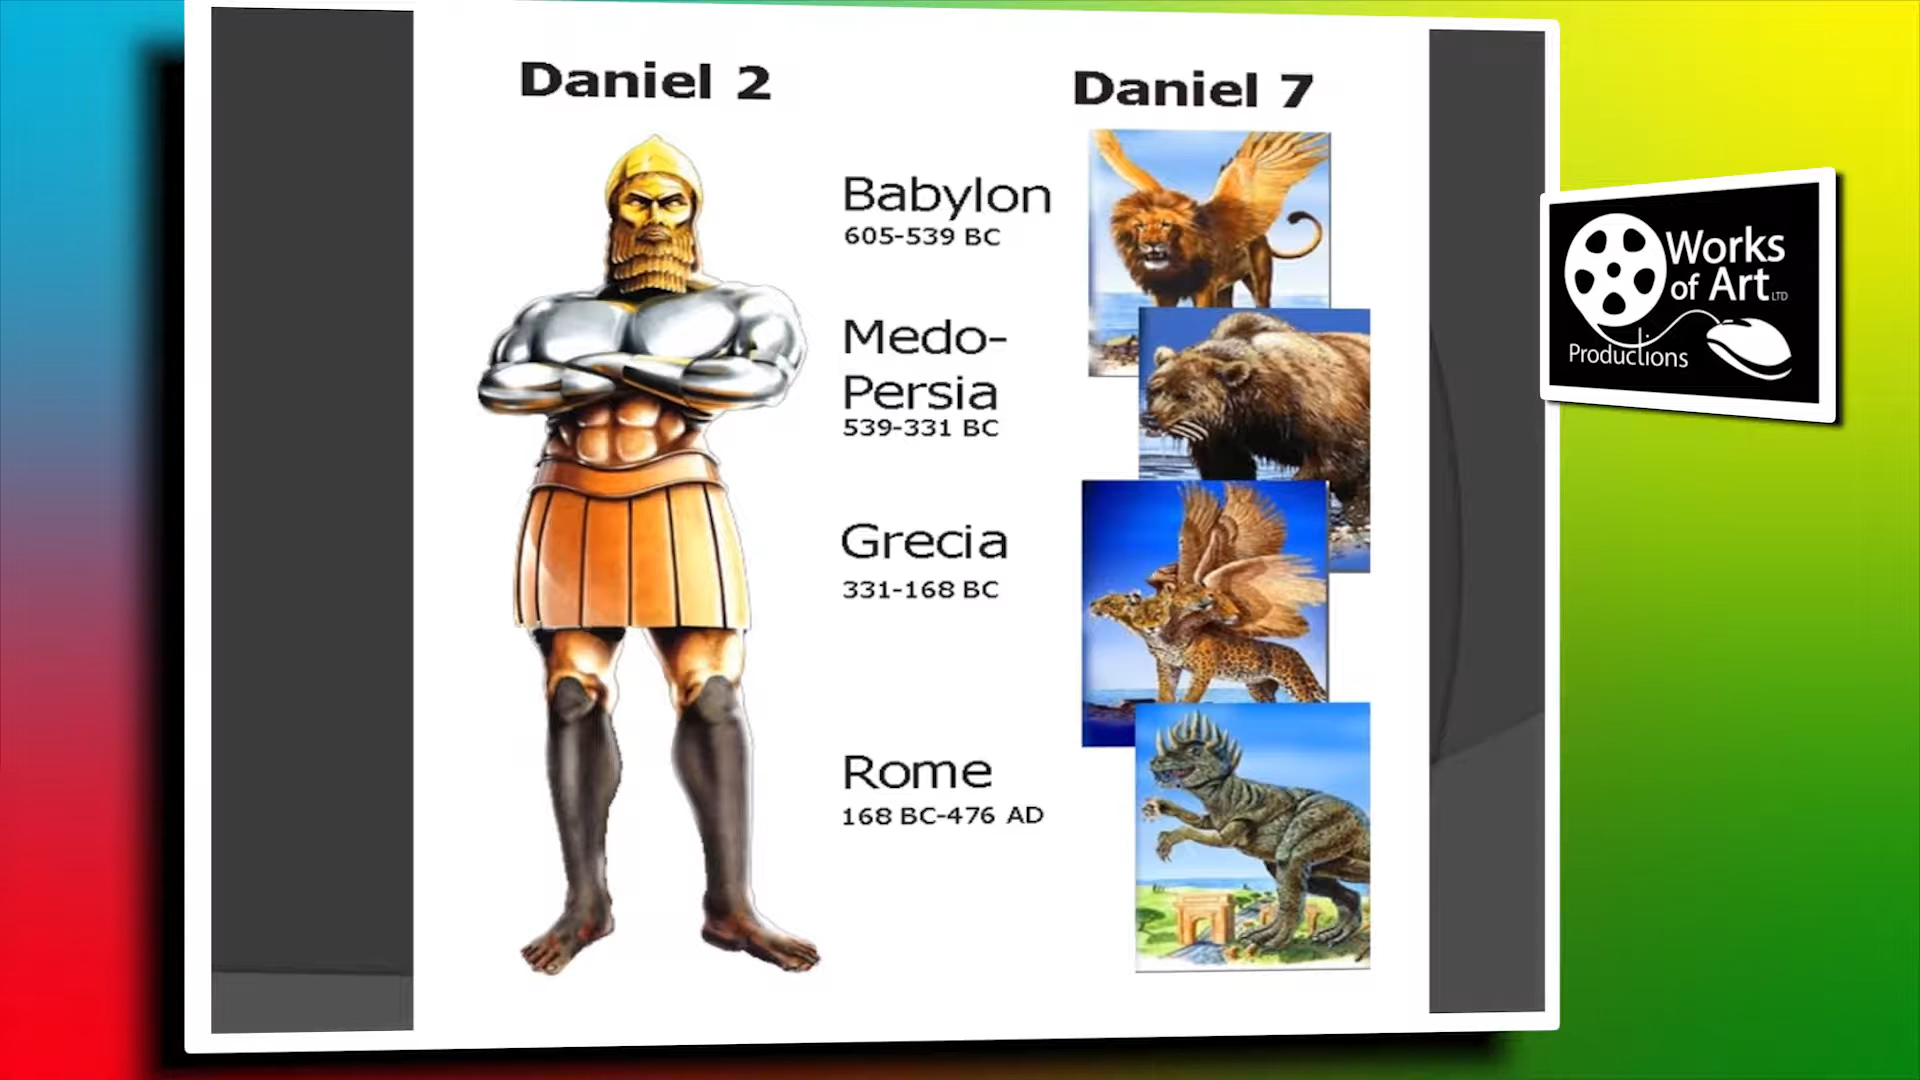 Daniel 2
Daniel 7
Babylon
605-539 BC
Medo-
Persia
539-331 BC
Grecia
331-168 BC
Rome
168 BC-476 AD
Works
of Art LTD
Productions